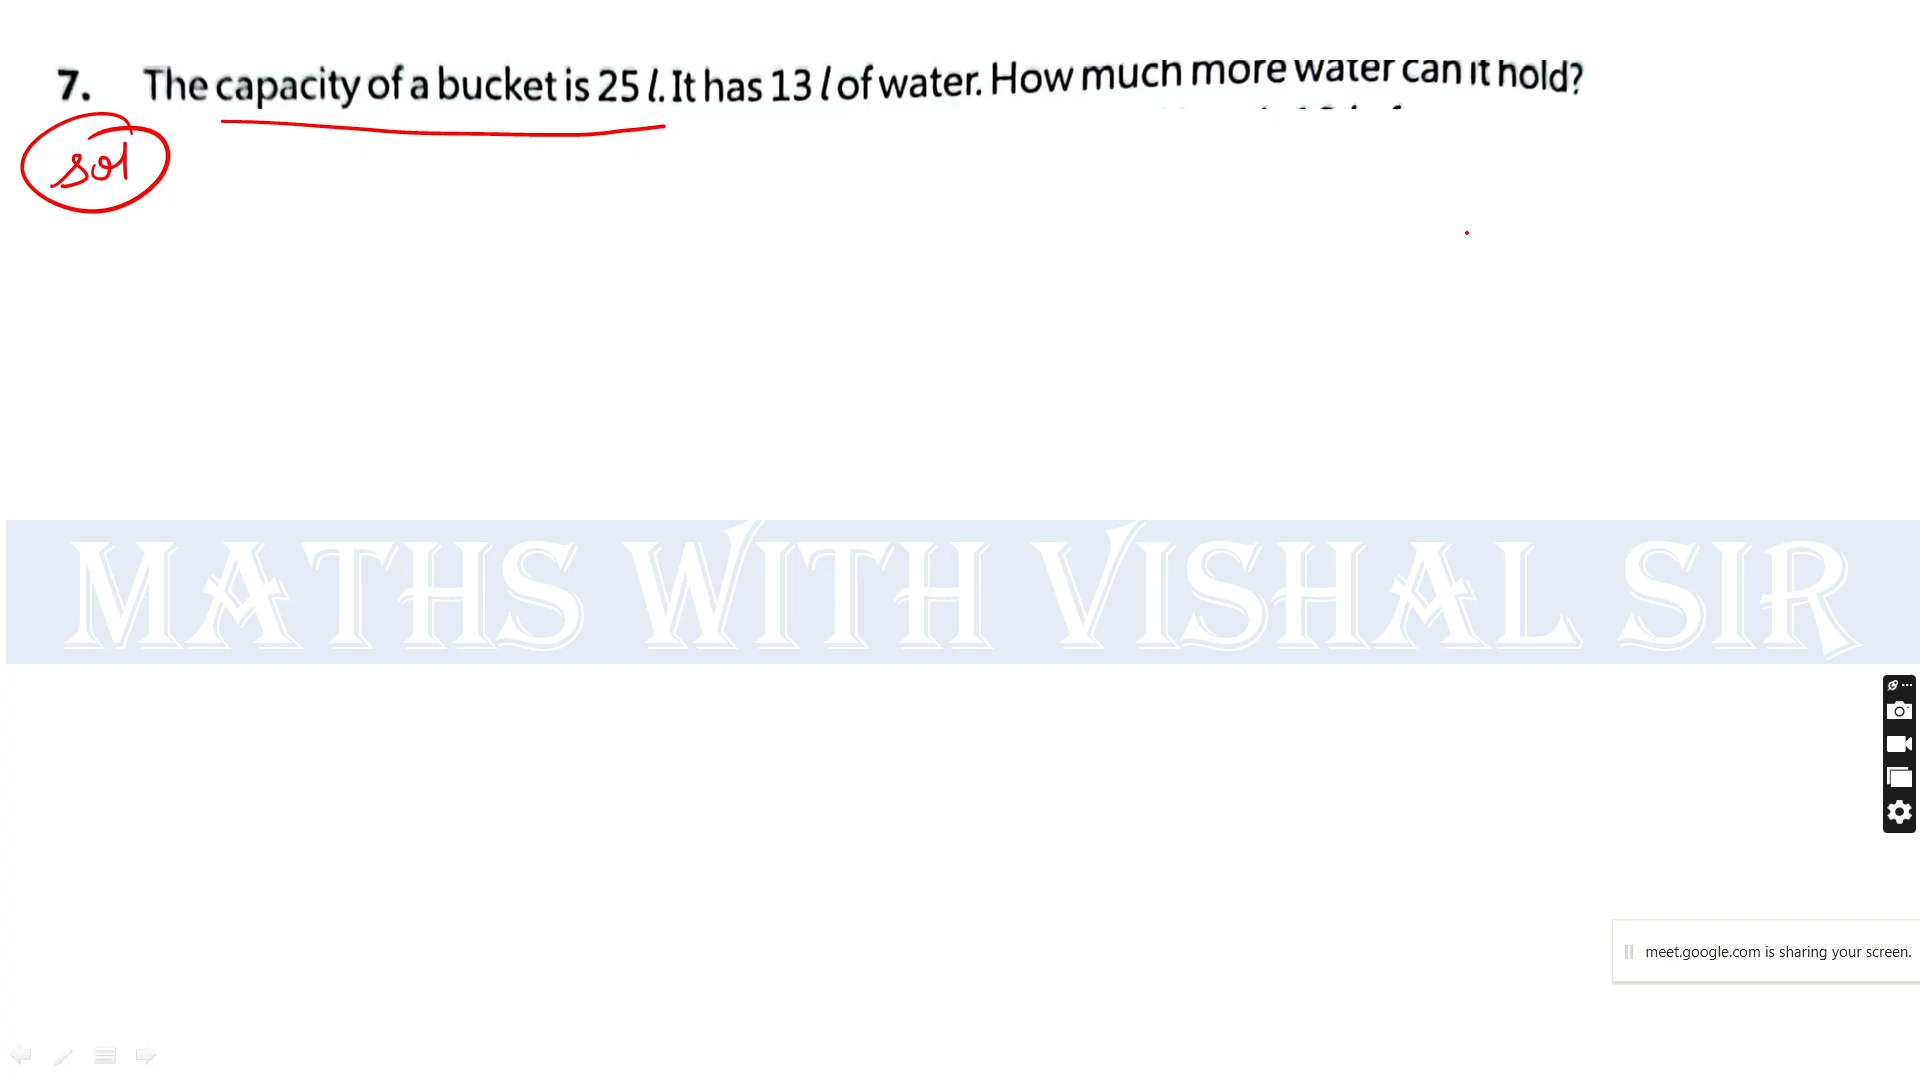 7. The capacity of a bucket is 25 l. It has 13 l of water. How much more water can it hold?
sol
MATHS WITH VISHAL SIR
meet.google.com is sharing your screen.